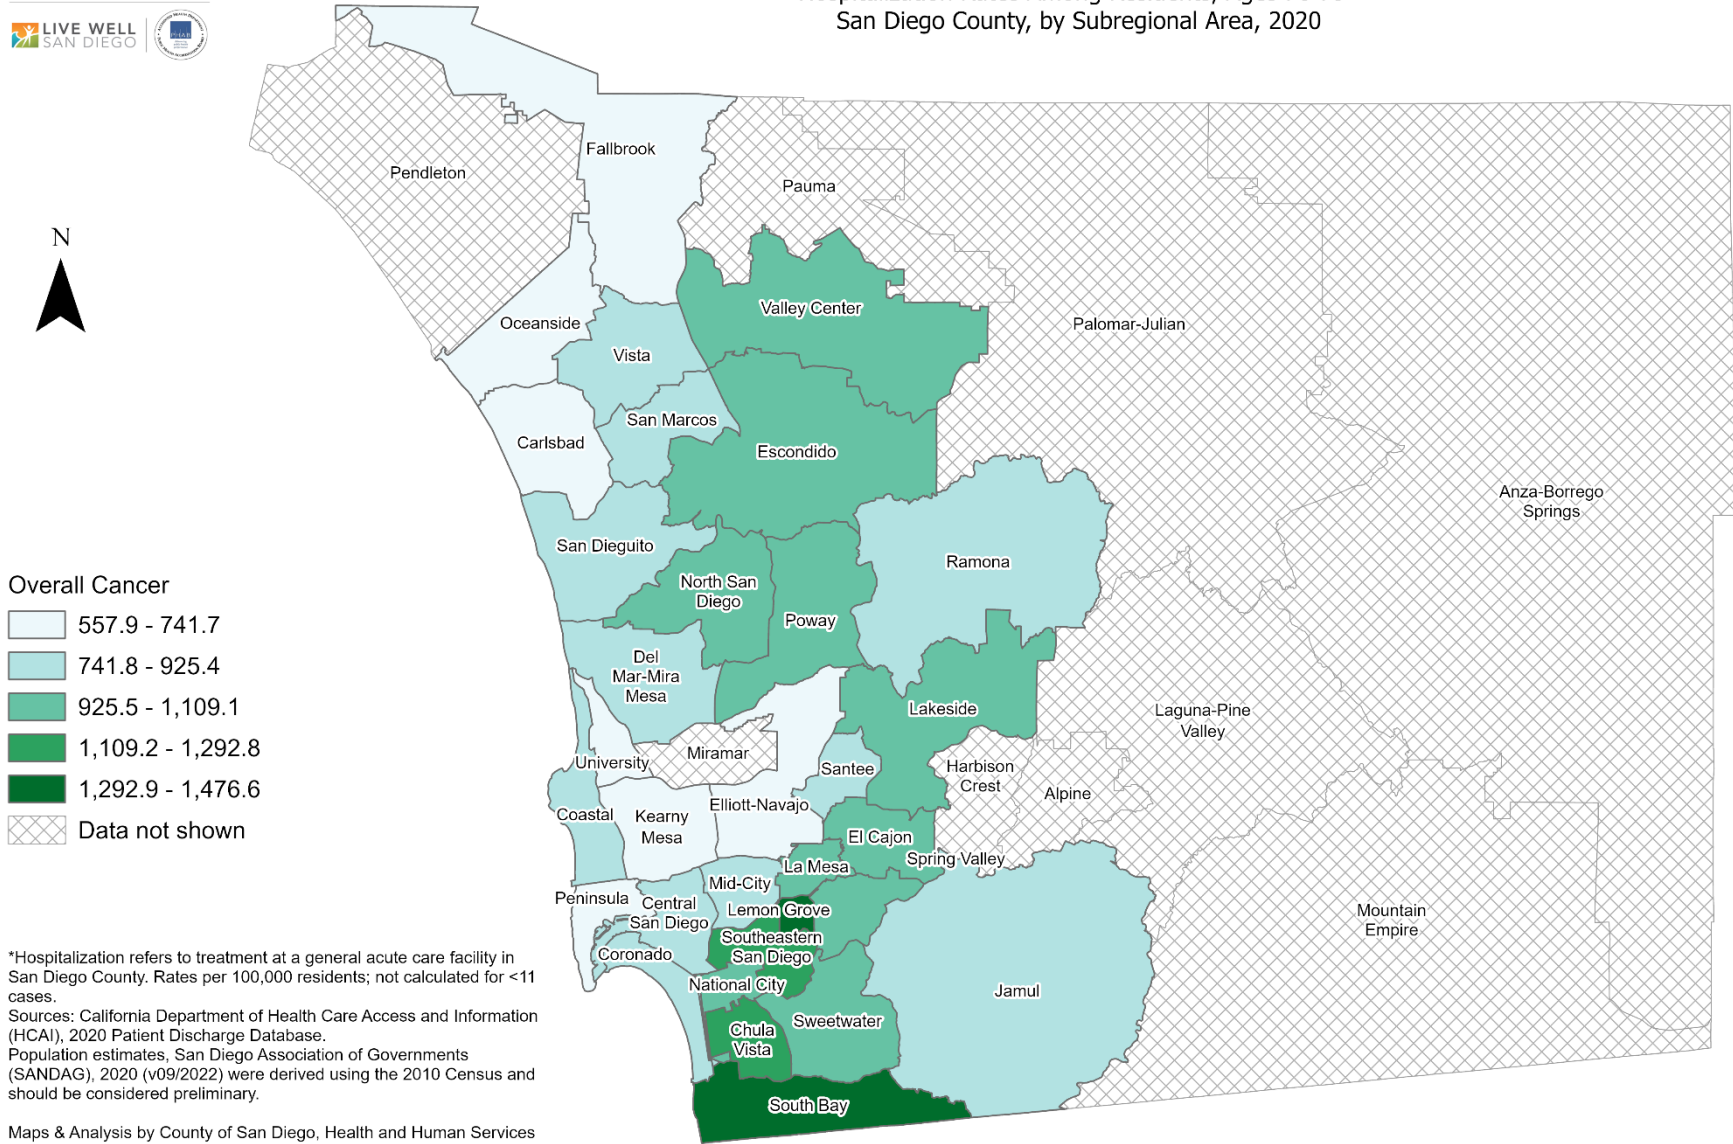 LIVE WELL
SAN DIEGO
San Diego County, by Subregional Area, 2020
N
Fallbrook
Pendleton
Pauma
Valley Center
Oceanside
Palomar-Julian
Vista
San Marcos
Carlsbad
Escondido
Anza-Borrego
Springs
San Dieguito
Ramona
North San
Diego
Poway
Del
Mar-Mira
Mesa
Lakeside
Laguna-Pine
Valley
Miramar
University
Santee
Harbison
Crest
Alpine
Elliott-Navajo
Coastal
Kearny
Mesa
El Cajon
Spring Valley
La Mesa
Mid-City
Peninsula
Central
San Diego
Lemon Grove
Mountain
Empire
Southeastern
San Diego
Coronado
National City
Jamul
Sweetwater
Chula
Vista
South Bay
Overall Cancer
557.9 - 741.7
741.8 - 925.4
925.5 - 1,109.1
1,109.2 - 1,292.8
1,292.9 - 1,476.6
Data not shown
*Hospitalization refers to treatment at a general acute care facility in
San Diego County. Rates per 100,000 residents; not calculated for <11
cases.
Sources: California Department of Health Care Access and Information
(HCAI), 2020 Patient Discharge Database.
Population estimates, San Diego Association of Governments
(SANDAG), 2020 (v09/2022) were derived using the 2010 Census and
should be considered preliminary.
Maps & Analysis by County of San Diego, Health and Human Services